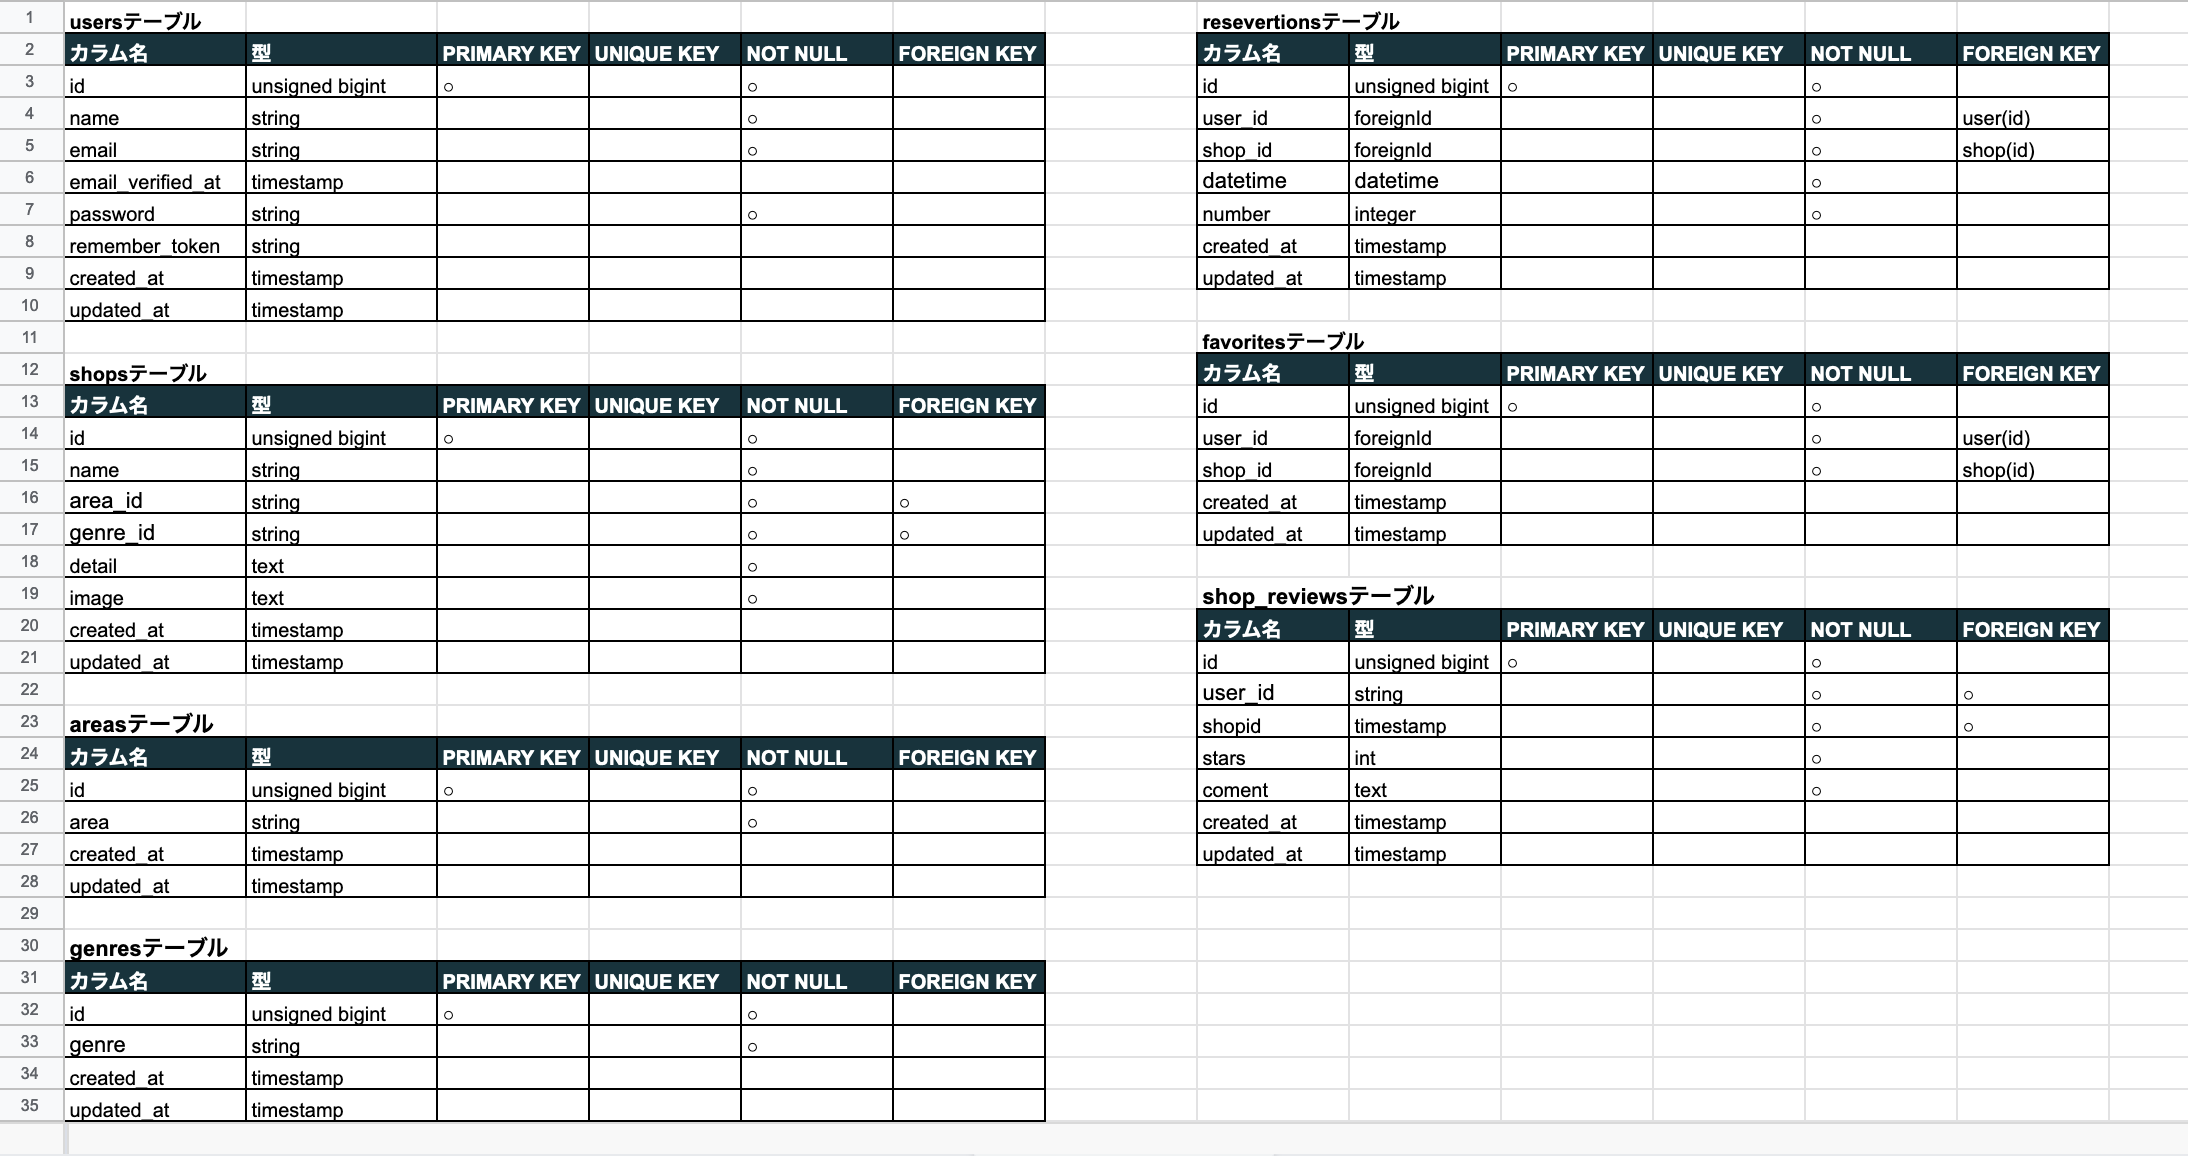 1 usersテーブル resevertionsテーブル
2 カラム名 型 PRIMARY KEY UNIQUE KEY NOT NULL FOREIGN KEY カラム名 型 PRIMARY KEY UNIQUE KEY NOT NULL FOREIGN KEY
3 id unsigned bigint ○ ○ id unsigned bigint ○ ○
4 name string ○ user_id foreignId ○ user(id)
5 email string ○ shop_id foreignId ○ shop(id)
6 email_verified_at timestamp datetime datetime ○
7 password string ○ number integer ○
8 remember_token string created_at timestamp
9 created_at timestamp updated_at timestamp
10 updated_at timestamp
11 favoritesテーブル
12 shopsテーブル カラム名 型 PRIMARY KEY UNIQUE KEY NOT NULL FOREIGN KEY
13 カラム名 型 PRIMARY KEY UNIQUE KEY NOT NULL FOREIGN KEY id unsigned bigint ○ ○
14 id unsigned bigint ○ ○ user_id foreignId ○ user(id)
15 name string ○ shop_id foreignId ○ shop(id)
16 area_id string ○ ○ created_at timestamp
17 genre_id string ○ ○ updated_at timestamp
18 detail text ○
19 image text ○ shop_reviewsテーブル
20 created_at timestamp カラム名 型 PRIMARY KEY UNIQUE KEY NOT NULL FOREIGN KEY
21 updated_at timestamp id unsigned bigint ○ ○
22 user_id string ○ ○
23 areasテーブル shopid timestamp ○ ○
24 カラム名 型 PRIMARY KEY UNIQUE KEY NOT NULL FOREIGN KEY stars int ○
25 id unsigned bigint ○ ○ coment text ○
26 area string ○ created_at timestamp
27 created_at timestamp updated_at timestamp
28 updated_at timestamp
29
30 genresテーブル
31 カラム名 型 PRIMARY KEY UNIQUE KEY NOT NULL FOREIGN KEY
32 id unsigned bigint ○ ○
33 genre string ○
34 created_at timestamp
35 updated_at timestamp